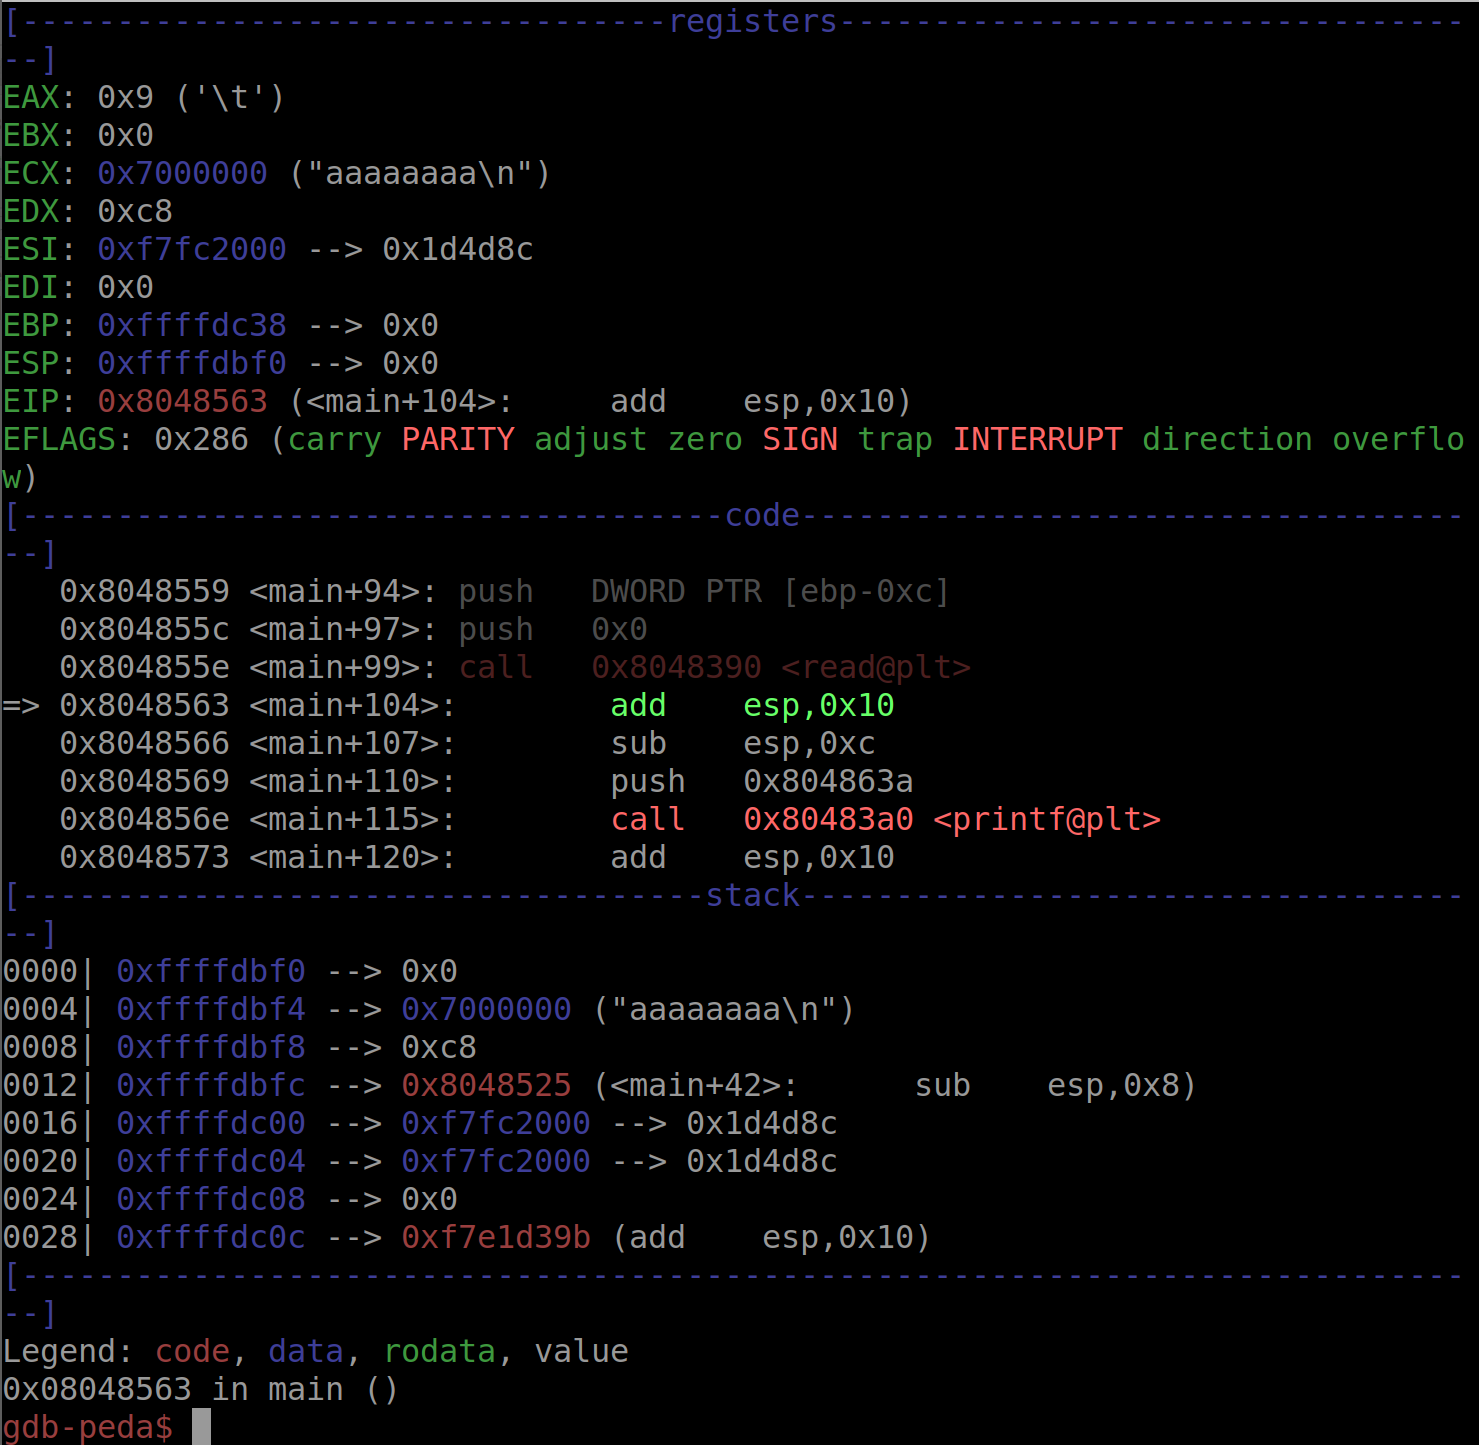 [----------------------------------registers---------------------------------
--]
EAX: 0x9 ('\t')
EBX: 0x0
ECX: 0x7000000 ("aaaaaaaa\n")
EDX: 0xc8
ESI: 0xf7fc2000 --> 0x1d4d8c
EDI: 0x0
EBP: 0xffffdc38 --> 0x0
ESP: 0xffffdbf0 --> 0x0
EIP: 0x8048563 (<main+104>:     add    esp,0x10)
EFLAGS: 0x286 (carry PARITY adjust zero SIGN trap INTERRUPT direction overflo
w)
[-------------------------------------code-----------------------------------
--]
   0x8048559 <main+94>: push   DWORD PTR [ebp-0xc]
   0x804855c <main+97>: push   0x0
   0x804855e <main+99>: call   0x8048390 <read@plt>
=> 0x8048563 <main+104>:        add    esp,0x10
   0x8048566 <main+107>:        sub    esp,0xc
   0x8048569 <main+110>:        push   0x804863a
   0x804856e <main+115>:        call   0x80483a0 <printf@plt>
   0x8048573 <main+120>:        add    esp,0x10
[------------------------------------stack-----------------------------------
--]
0000| 0xffffdbf0 --> 0x0
0004| 0xffffdbf4 --> 0x7000000 ("aaaaaaaa\n")
0008| 0xffffdbf8 --> 0xc8
0012| 0xffffdbfc --> 0x8048525 (<main+42>:      sub    esp,0x8)
0016| 0xffffdc00 --> 0xf7fc2000 --> 0x1d4d8c
0020| 0xffffdc04 --> 0xf7fc2000 --> 0x1d4d8c
0024| 0xffffdc08 --> 0x0
0028| 0xffffdc0c --> 0xf7e1d39b (add    esp,0x10)
[----------------------------------------------------------------------------
--]
Legend: code, data, rodata, value
0x08048563 in main ()
gdb-peda$